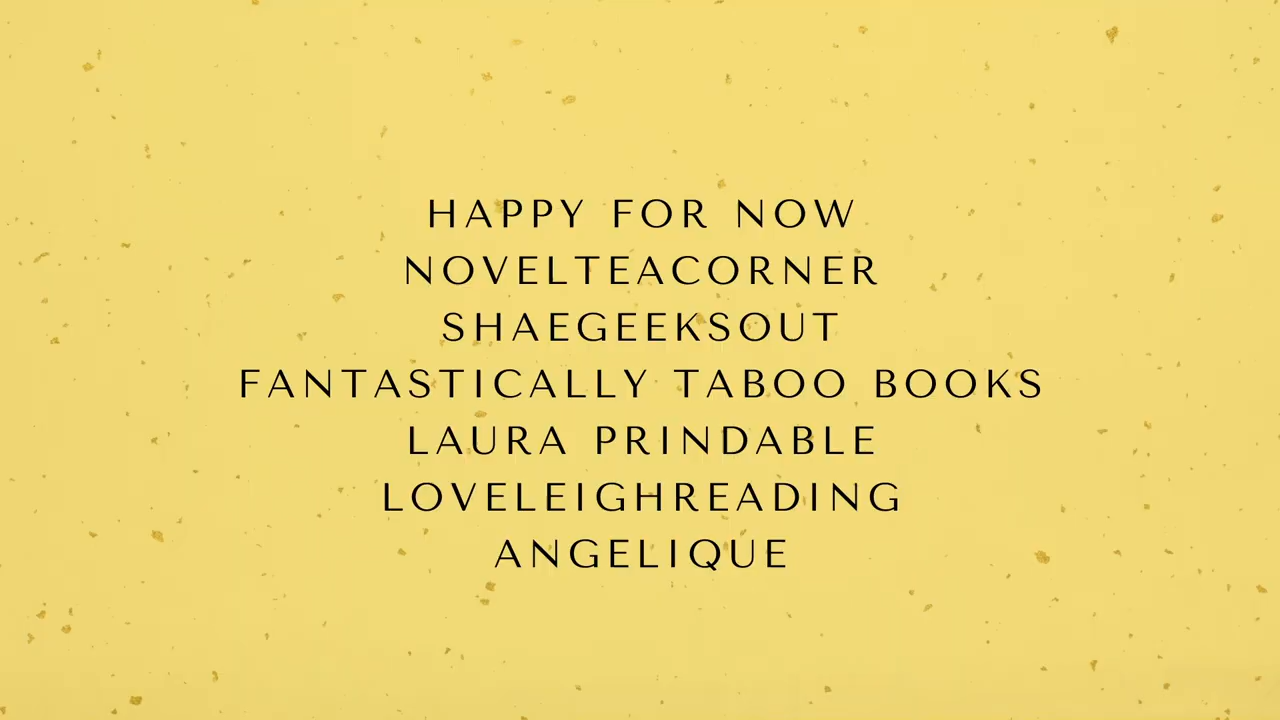 HAPPY FOR NOW
NOVELTEACORNER
SHAEGEEKSOUT
FANTASTICALLY TABOO BOOKS
LAURA PRINDABLE
LOVELEIGHREADING
ANGELIQUE